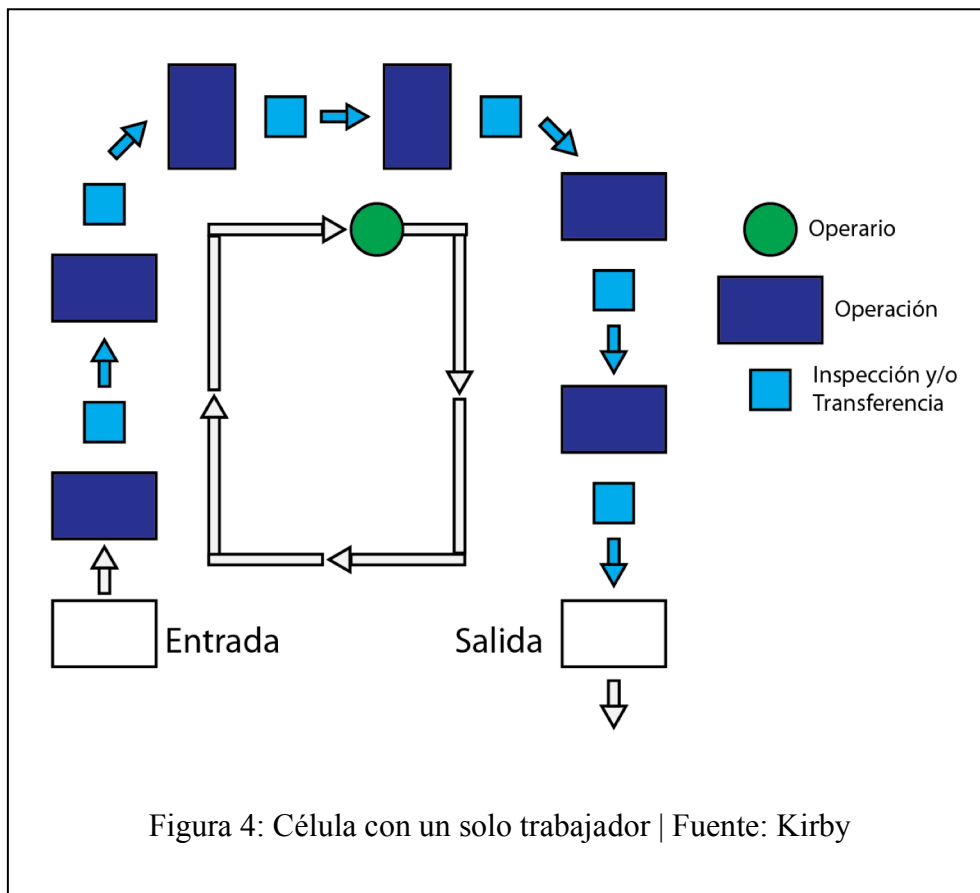 Operario
Operación
Inspección y/o
Transferencia
Entrada
Salida
Figura 4: Célula con un solo trabajador | Fuente: Kirby